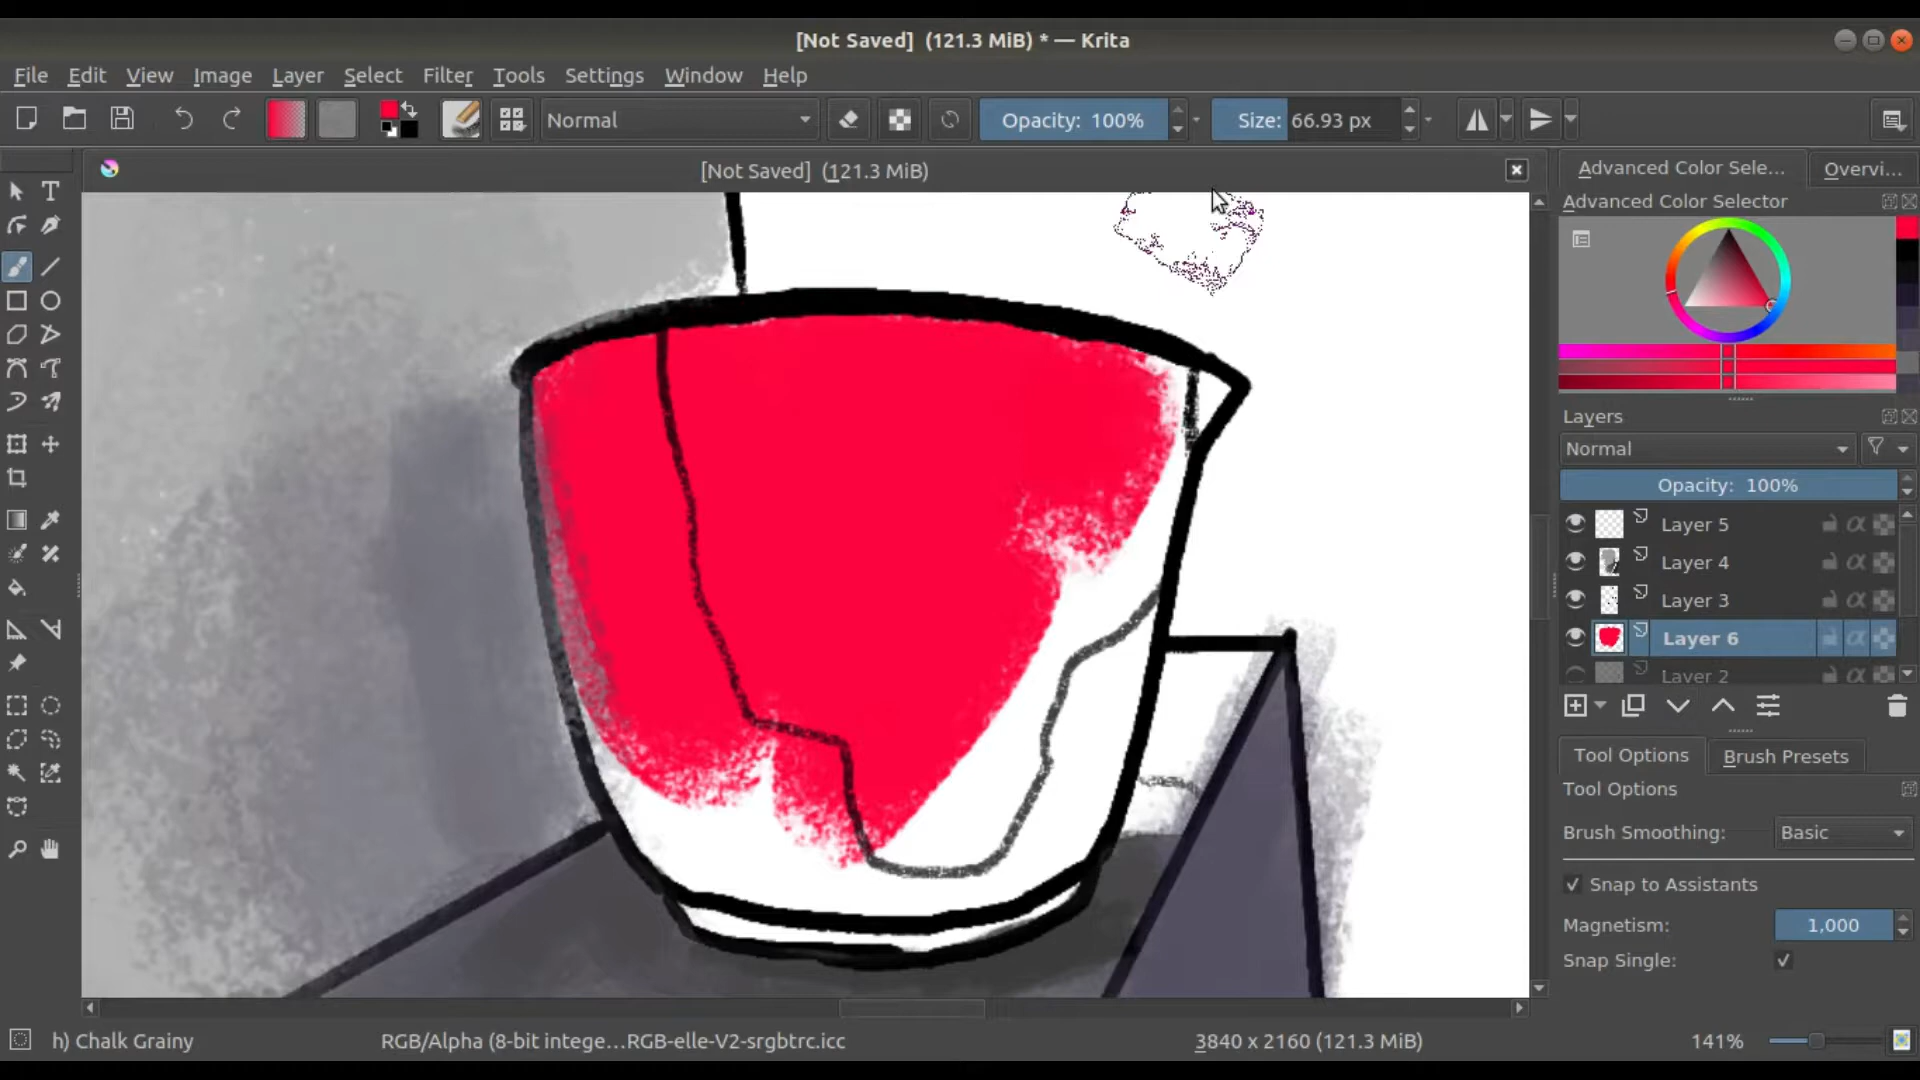 [Not Saved] (121.3 MiB) * — Krita
File Edit View Image Layer Select Filter Tools Settings Window Help
Normal Opacity: 100% Size: 66.93 px
[Not Saved] (121.3 MiB)
Advanced Color Sele... Overvi...
Advanced Color Selector
Layers
Normal
Opacity: 100%
Layer 5
Layer 4
Layer 3
Layer 6
Layer 2
Tool Options Brush Presets
Tool Options
Brush Smoothing: Basic
Snap to Assistants
Magnetism: 1,000
Snap Single:
h) Chalk Grainy RGB/Alpha (8-bit intege...RGB-elle-V2-srgbtrc.icc 3840 x 2160 (121.3 MiB) 141%